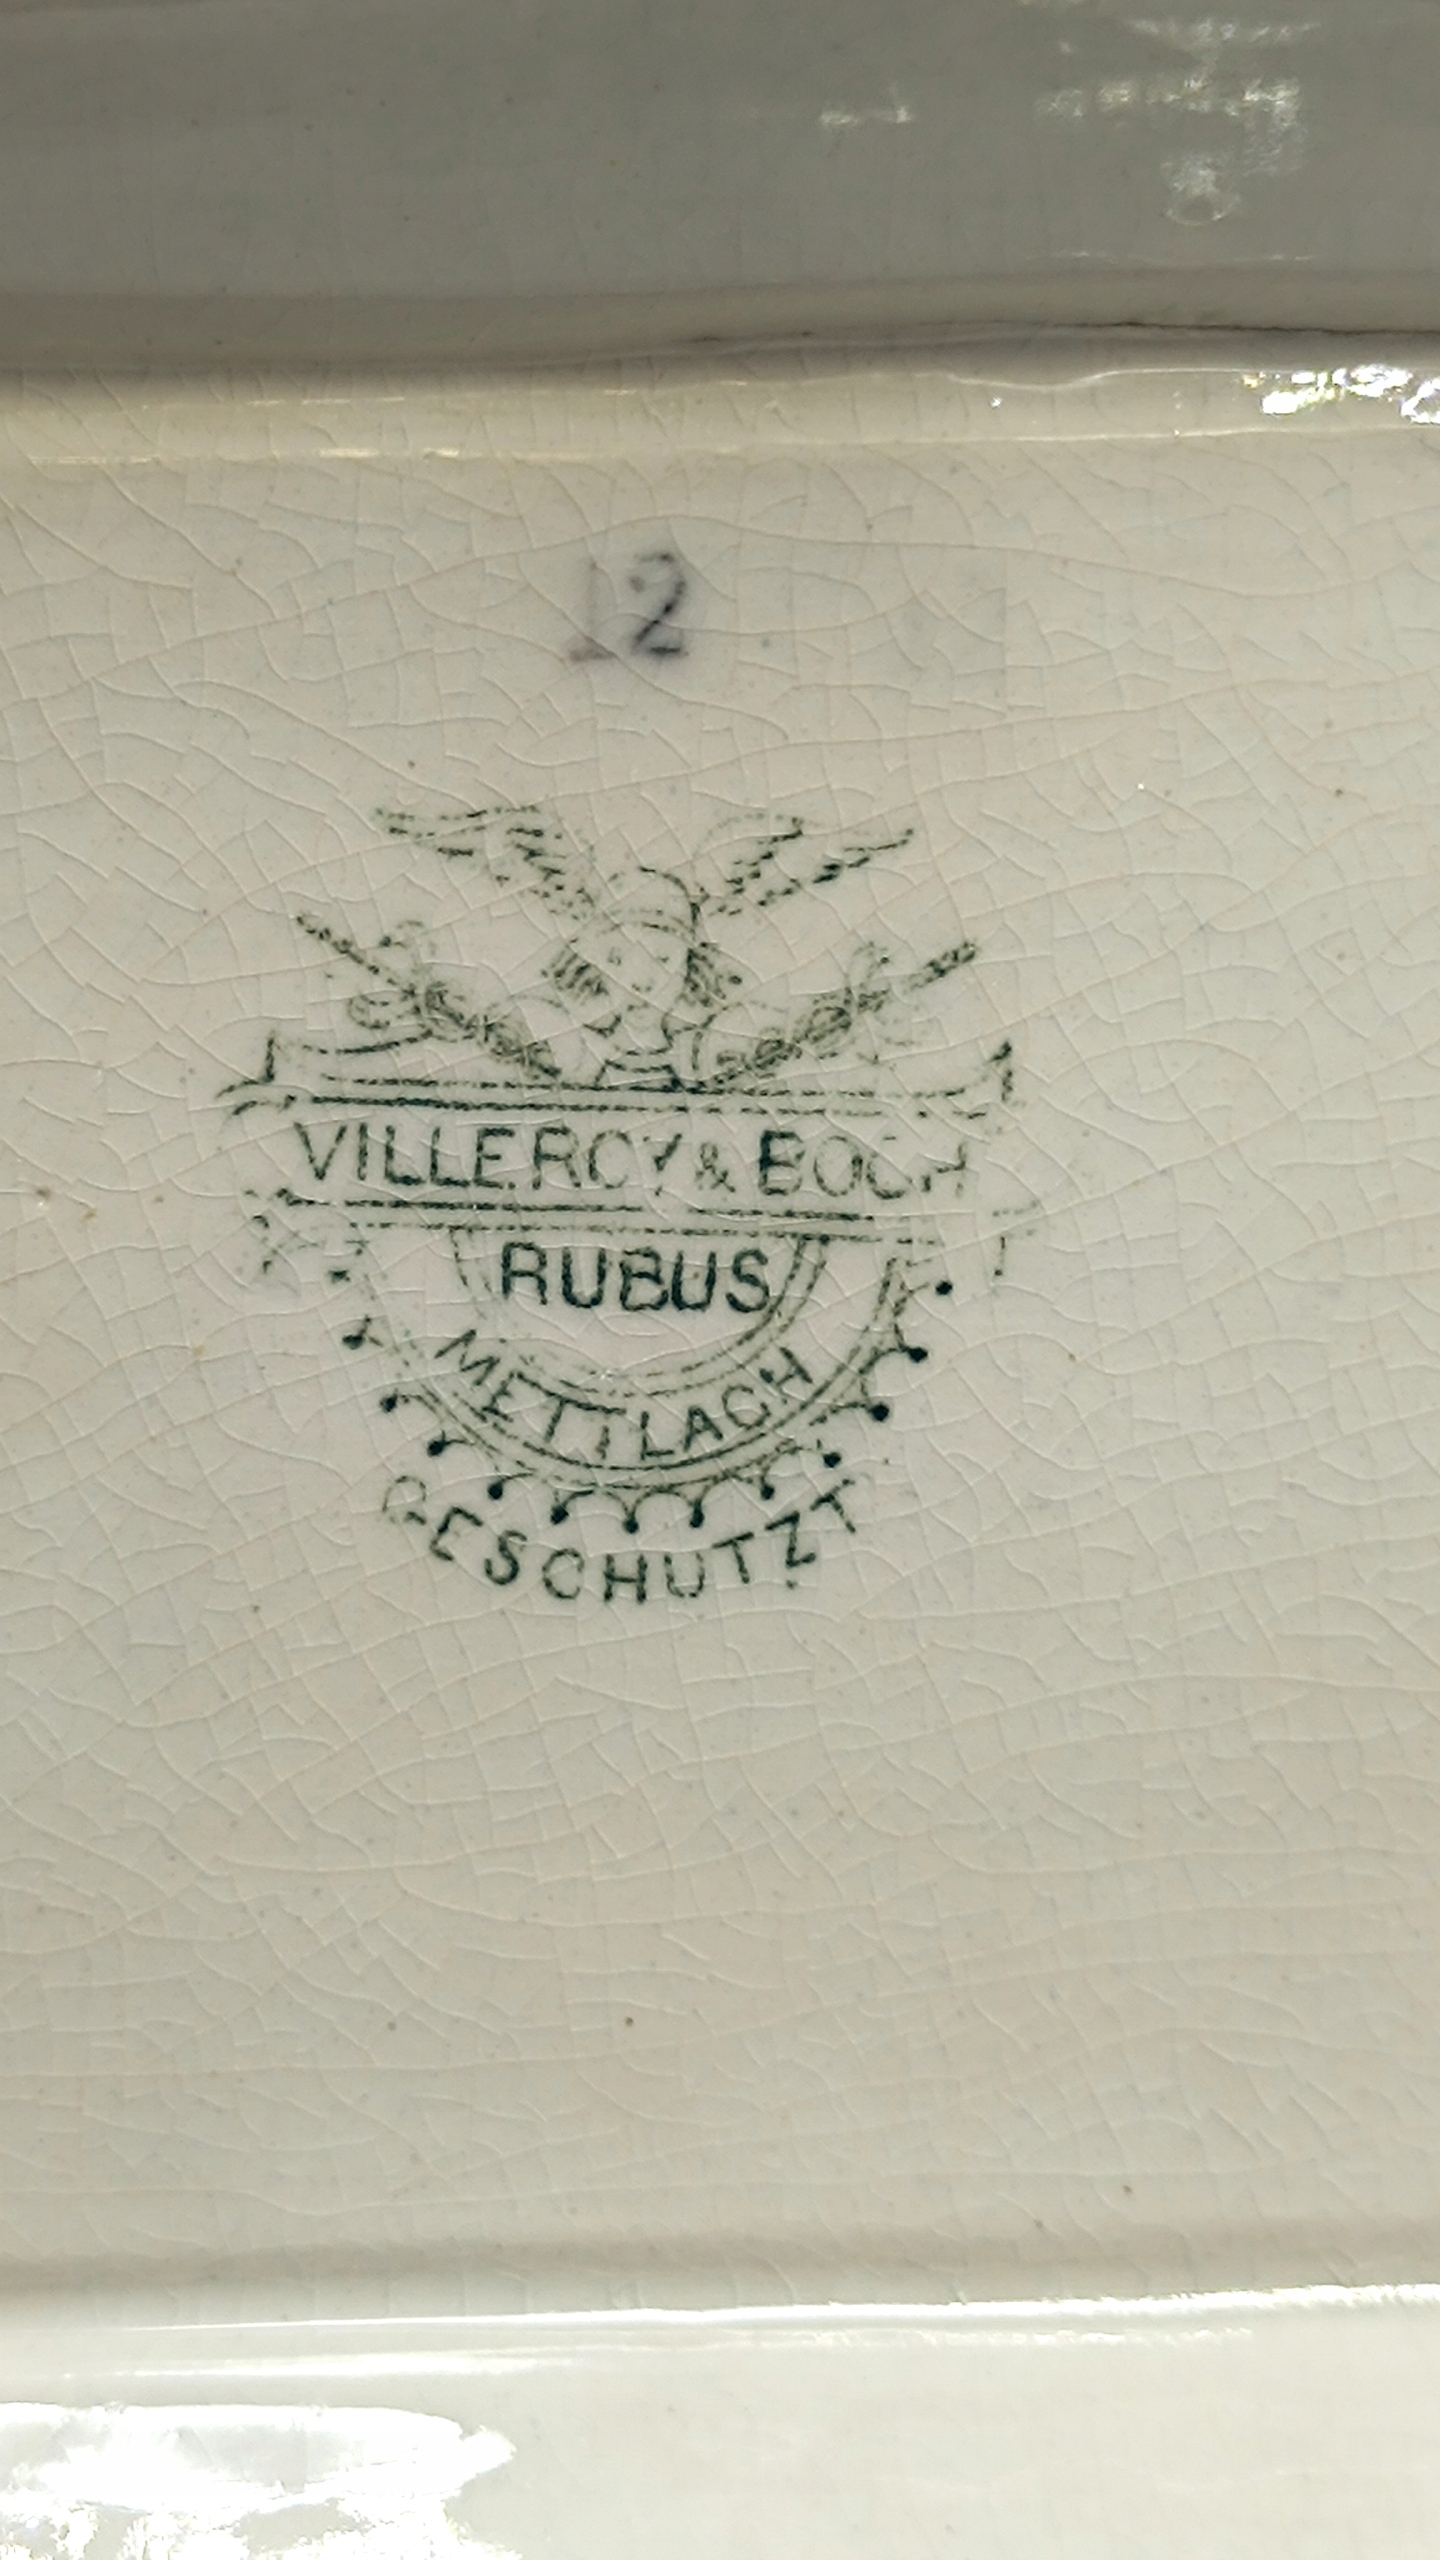 12
VILLEROY & BOCH
RUBUS
METTLACH
GESCHUTZT